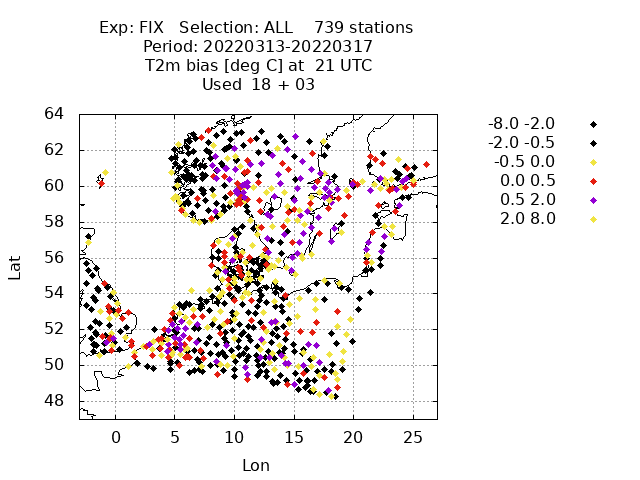 Exp: FIX Selection: ALL 739 stations
Period: 20220313-20220317
T2m bias [deg C] at 21 UTC
Used 18 + 03
64
62
60
58
56
54
52
50
48
Lat
0 5 10 15 20 25
Lon
-8.0 -2.0
-2.0 -0.5
-0.5 0.0
0.0 0.5
0.5 2.0
2.0 8.0